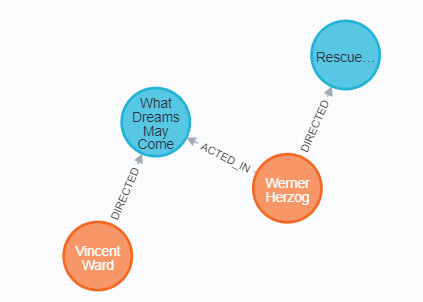 Rescue…
What
Dreams
May
Come
DIRECTED
ACTED_IN
Werner
Herzog
DIRECTED
Vincent
Ward